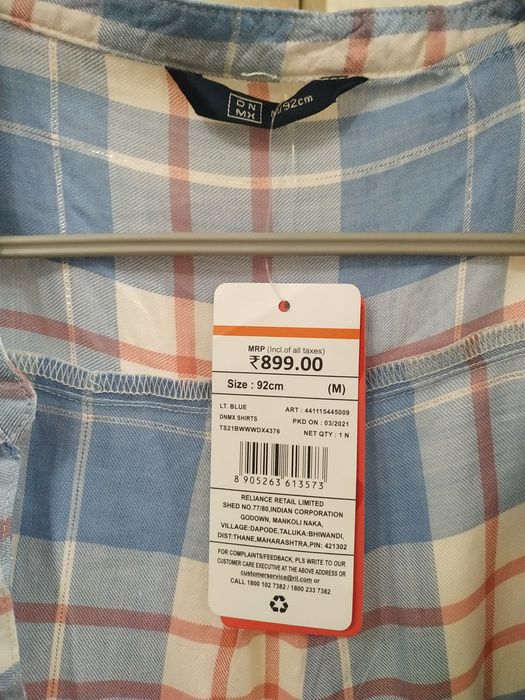 DN
MX
M/92cm
MRP (Incl.of all taxes)
₹899.00
Size : 92cm (M)
LT. BLUE ART : 441115445009
DNMX SHIRTS PKD ON : 03/2021
TS21BWWWDX4376 NET QTY : 1 N
8 905263 613573
RELIANCE RETAIL LIMITED
SHED NO.77/80,INDIAN CORPORATION
GODOWN, MANKOLI NAKA,
VILLAGE:DAPODE,TALUKA:BHIWANDI,
DIST:THANE,MAHARASHTRA,PIN: 421302
FOR COMPLAINTS/FEEDBACK, PLS WRITE TO OUR
CUSTOMER CARE EXECUTIVE AT THE ABOVE ADDRESS OR
customerservice@ril.com or
CALL 1800 102 7382 / 1800 233 7382